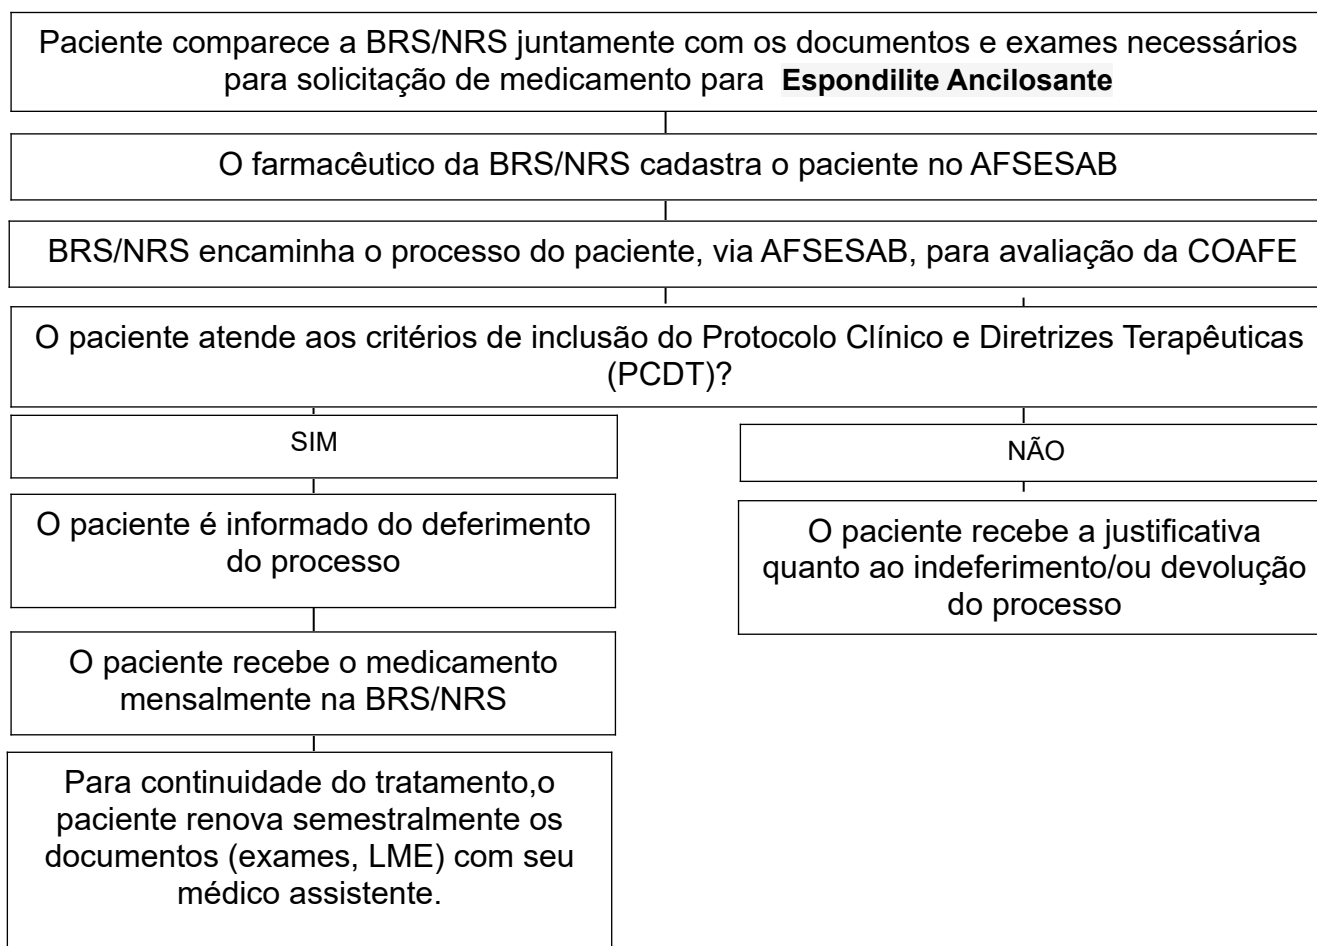 Paciente comparece a BRS/NRS juntamente com os documentos e exames necessários
para solicitação de medicamento para Espondilite Ancilosante
O farmacêutico da BRS/NRS cadastra o paciente no AFSESAB
BRS/NRS encaminha o processo do paciente, via AFSESAB, para avaliação da COAFE
O paciente atende aos critérios de inclusão do Protocolo Clínico e Diretrizes Terapêuticas
(PCDT)?
SIM
O paciente é informado do deferimento
do processo
O paciente recebe o medicamento
mensalmente na BRS/NRS
Para continuidade do tratamento,o
paciente renova semestralmente os
documentos (exames, LME) com seu
médico assistente.
NÃO
O paciente recebe a justificativa
quanto ao indeferimento/ou devolução
do processo